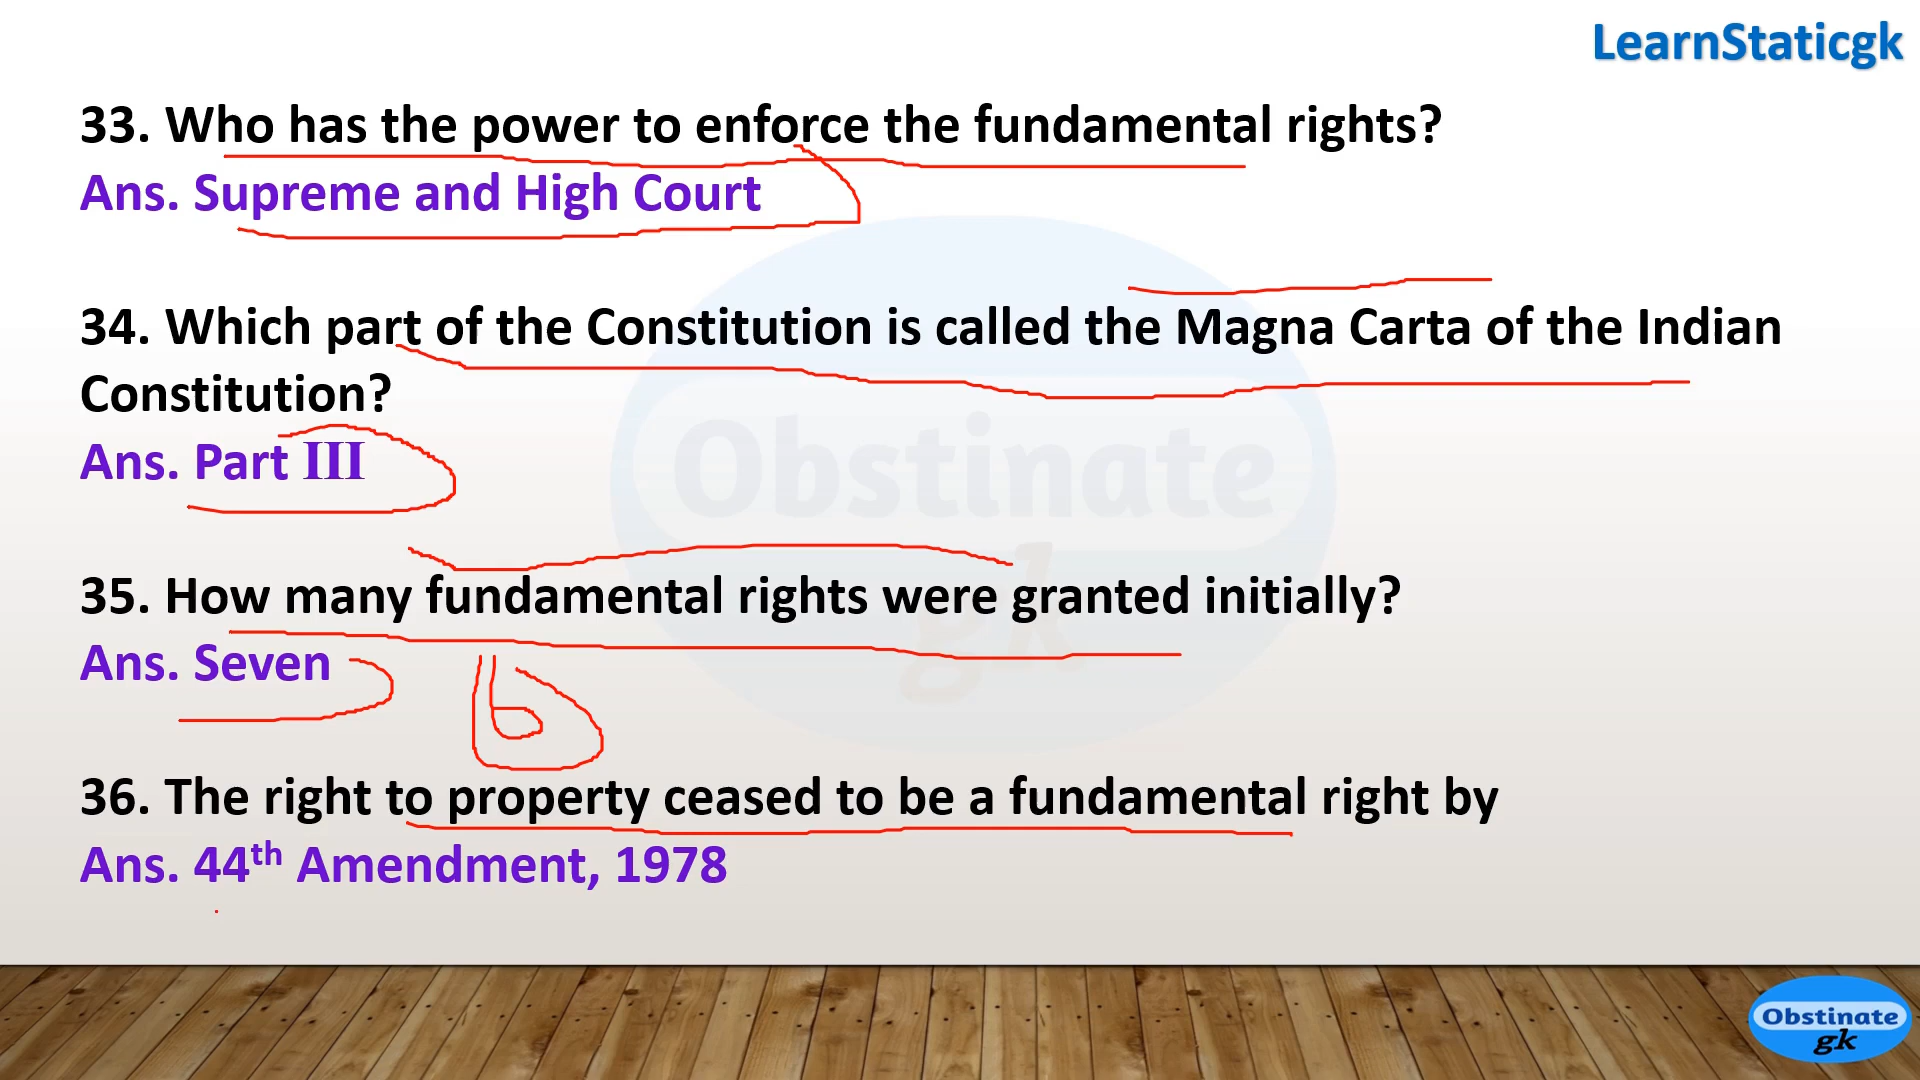 LearnStaticgk
33. Who has the power to enforce the fundamental rights?
Ans. Supreme and High Court
34. Which part of the Constitution is called the Magna Carta of the Indian
Constitution?
Ans. Part III
Obstinate
gk
35. How many fundamental rights were granted initially?
Ans. Seven
6
36. The right to property ceased to be a fundamental right by
Ans. 44th Amendment, 1978
Obstinate
gk